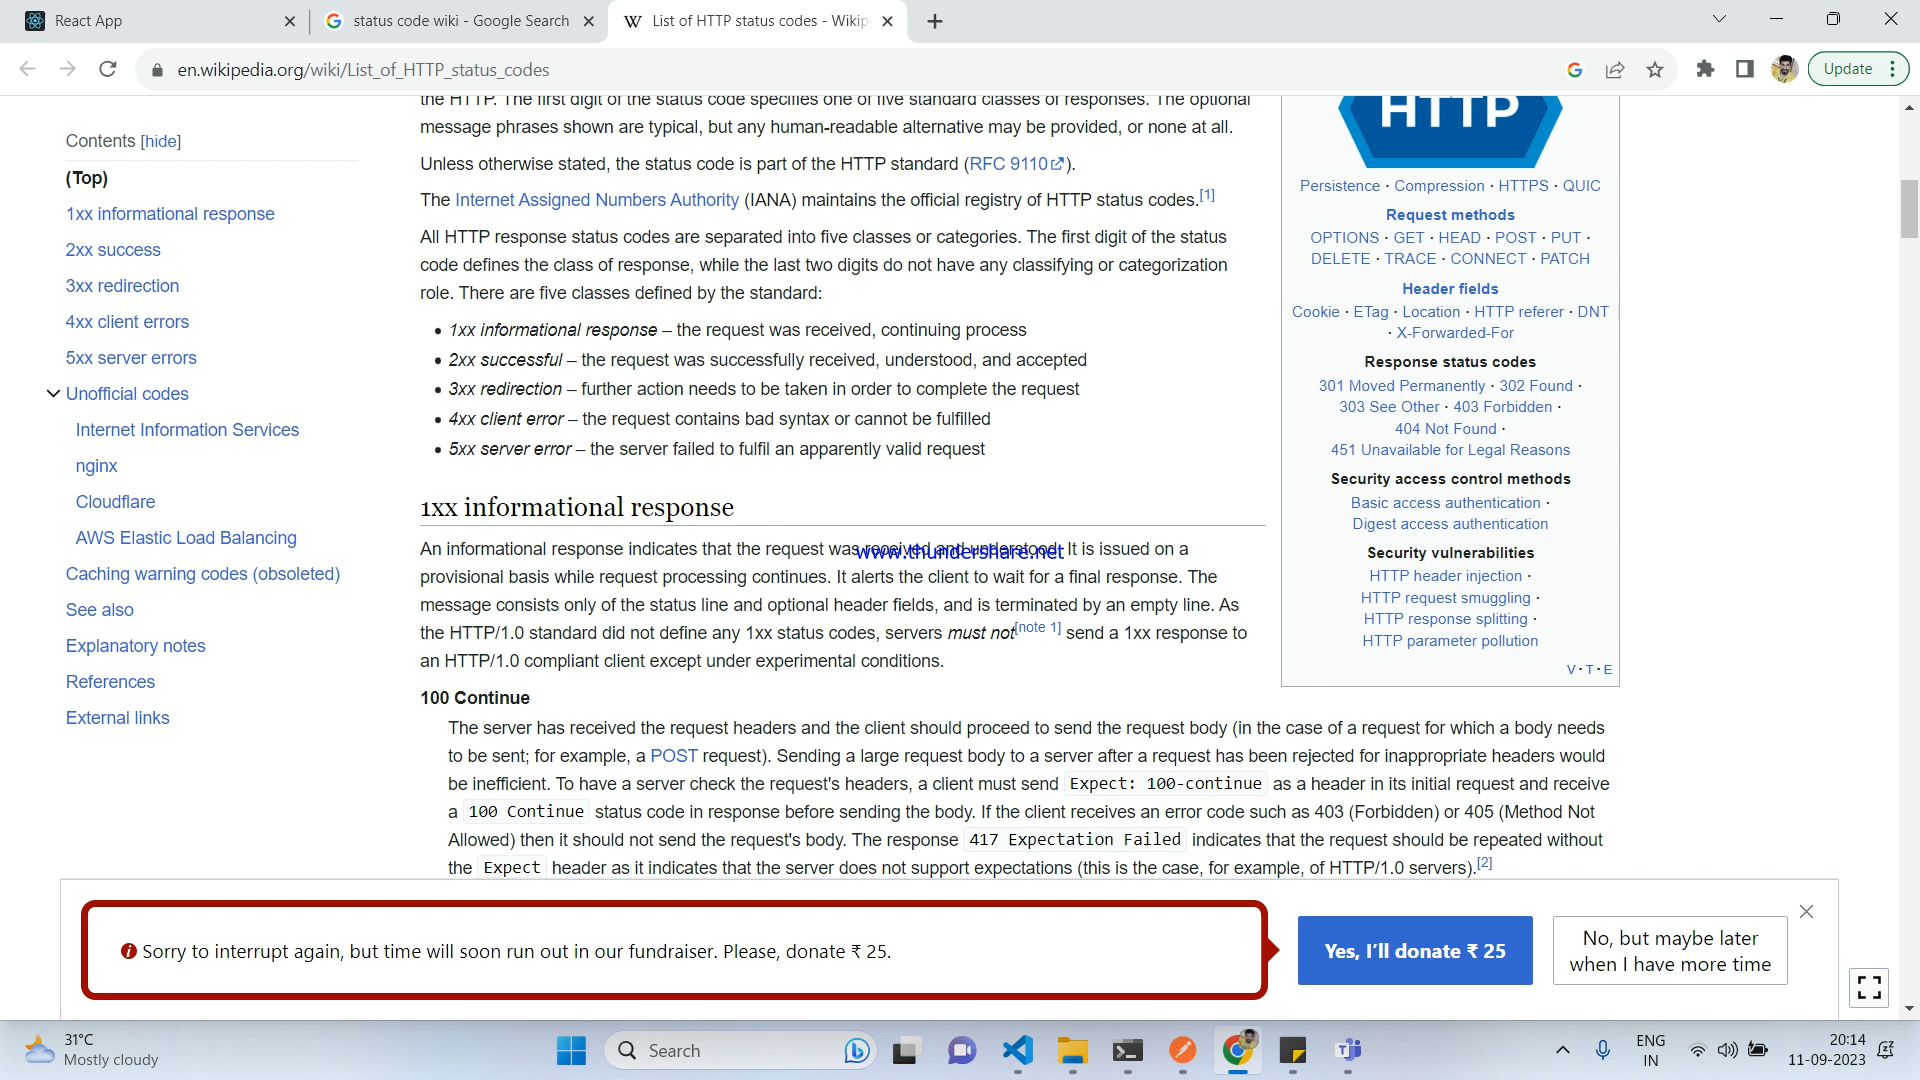 React App
status code wiki - Google Search
List of HTTP status codes - Wikip
en.wikipedia.org/wiki/List_of_HTTP_status_codes
Update
Contents [hide]
(Top)
1xx informational response
2xx success
3xx redirection
4xx client errors
5xx server errors
Unofficial codes
Internet Information Services
nginx
Cloudflare
AWS Elastic Load Balancing
Caching warning codes (obsoleted)
See also
Explanatory notes
References
External links
the HTTP. The first digit of the status code specifies one of five standard classes of responses. The optional
message phrases shown are typical, but any human-readable alternative may be provided, or none at all.
Unless otherwise stated, the status code is part of the HTTP standard (RFC 9110).
The Internet Assigned Numbers Authority (IANA) maintains the official registry of HTTP status codes.[1]
All HTTP response status codes are separated into five classes or categories. The first digit of the status
code defines the class of response, while the last two digits do not have any classifying or categorization
role. There are five classes defined by the standard:
• 1xx informational response – the request was received, continuing process
• 2xx successful – the request was successfully received, understood, and accepted
• 3xx redirection – further action needs to be taken in order to complete the request
• 4xx client error – the request contains bad syntax or cannot be fulfilled
• 5xx server error – the server failed to fulfil an apparently valid request
1xx informational response
An informational response indicates that the request was received and understood. It is issued on a
www.thundershare.net
provisional basis while request processing continues. It alerts the client to wait for a final response. The
message consists only of the status line and optional header fields, and is terminated by an empty line. As
the HTTP/1.0 standard did not define any 1xx status codes, servers must not[note 1] send a 1xx response to
an HTTP/1.0 compliant client except under experimental conditions.
100 Continue
The server has received the request headers and the client should proceed to send the request body (in the case of a request for which a body needs
to be sent; for example, a POST request). Sending a large request body to a server after a request has been rejected for inappropriate headers would
be inefficient. To have a server check the request's headers, a client must send Expect: 100-continue as a header in its initial request and receive
a 100 Continue status code in response before sending the body. If the client receives an error code such as 403 (Forbidden) or 405 (Method Not
Allowed) then it should not send the request's body. The response 417 Expectation Failed indicates that the request should be repeated without
the Expect header as it indicates that the server does not support expectations (this is the case, for example, of HTTP/1.0 servers).[2]
HTTP
Persistence · Compression · HTTPS · QUIC
Request methods
OPTIONS · GET · HEAD · POST · PUT ·
DELETE · TRACE · CONNECT · PATCH
Header fields
Cookie · ETag · Location · HTTP referer · DNT
· X-Forwarded-For
Response status codes
301 Moved Permanently · 302 Found ·
303 See Other · 403 Forbidden ·
404 Not Found ·
451 Unavailable for Legal Reasons
Security access control methods
Basic access authentication ·
Digest access authentication
Security vulnerabilities
HTTP header injection ·
HTTP request smuggling ·
HTTP response splitting ·
HTTP parameter pollution
V · T · E
Sorry to interrupt again, but time will soon run out in our fundraiser. Please, donate ₹ 25.
Yes, I'll donate ₹ 25
No, but maybe later
when I have more time
31°C
Mostly cloudy
Search
ENG
IN
20:14
11-09-2023